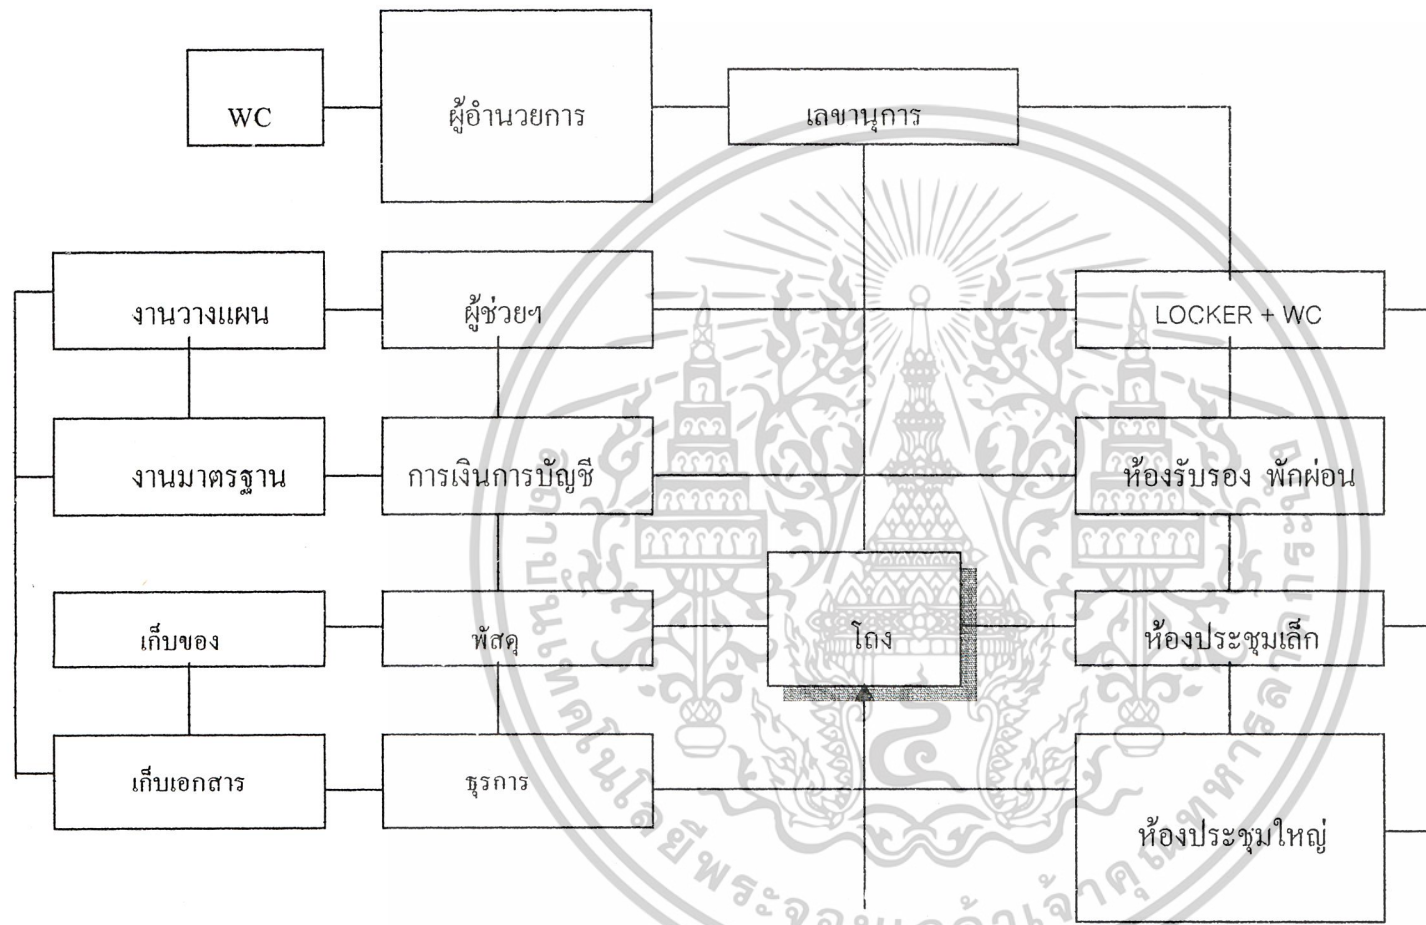 WC
ผู้อำนวยการ
เลขานุการ
งานวางแผน
ผู้ช่วยฯ
LOCKER + WC
งานมาตรฐาน
การเงินการบัญชี
ห้องรับรอง พักผ่อน
เก็บของ
พัสดุ
โถง
ห้องประชุมเล็ก
เก็บเอกสาร
ธุรการ
ห้องประชุมใหญ่